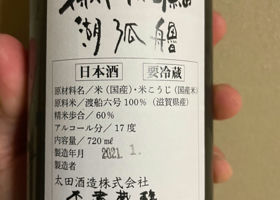 湖弧艪
日本酒 要冷蔵
原材料名／米（国産）・米こうじ（国産米）
原料米／渡船六号100％（滋賀県産）
精米歩合／60％
アルコール分／17度
内容量／720㎖
製造年月 2021.1.
製造者
太田酒造株式会社